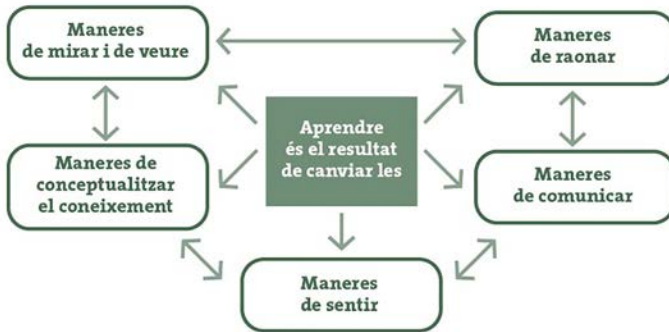 Maneres
de mirar i de veure
Maneres
de raonar
Aprendre
és el resultat
de canviar les
Maneres de
conceptualitzar
el coneixement
Maneres
de comunicar
Maneres
de sentir